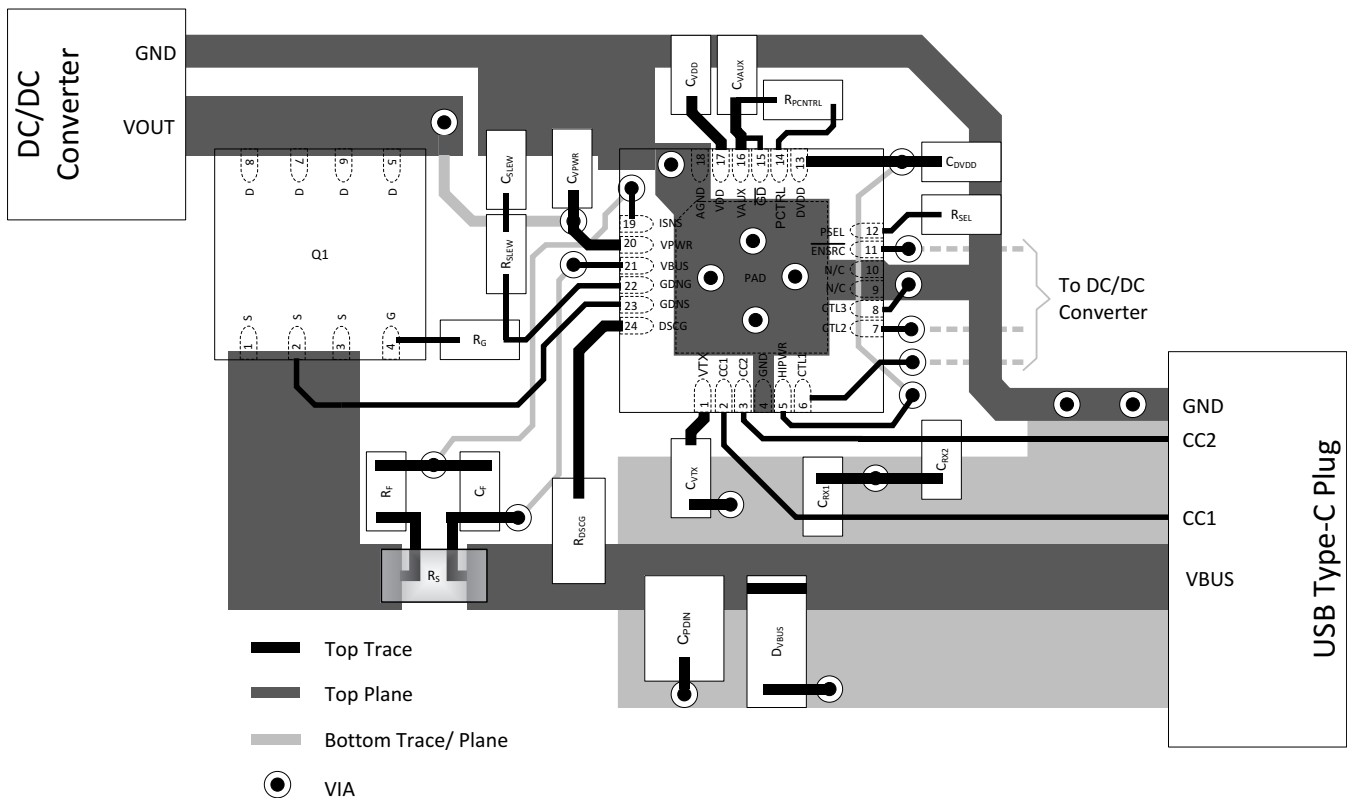 DC/DC
Converter
GND
VOUT
8
7
6
5
D
D
D
D
Q1
S
S
S
G
1
2
3
4
CSLEW
RSLEW
CVPWR
RG
CVDD
CVAUX
RPCNTRL
CDVDD
RSEL
18
17
16
15
14
13
AGND
VDD
VAUX
GD
PCTRL
DVDD
19 ISNS
20 VPWR
21 VBUS
22 GDNG
23 GDNS
24 DSCG
PAD
PSEL 12
ENSRC 11
N/C 10
N/C 9
CTL3 8
CTL2 7
VTX
CC1
CC2
GND
HIPWR
CTL1
1
2
3
4
5
6
To DC/DC
Converter
RF
CF
RS
RDSCG
CVTX
CRX1
CRX2
CPDIN
DVBUS
GND
CC2
CC1
VBUS
USB Type-C Plug
Top Trace
Top Plane
Bottom Trace/ Plane
VIA